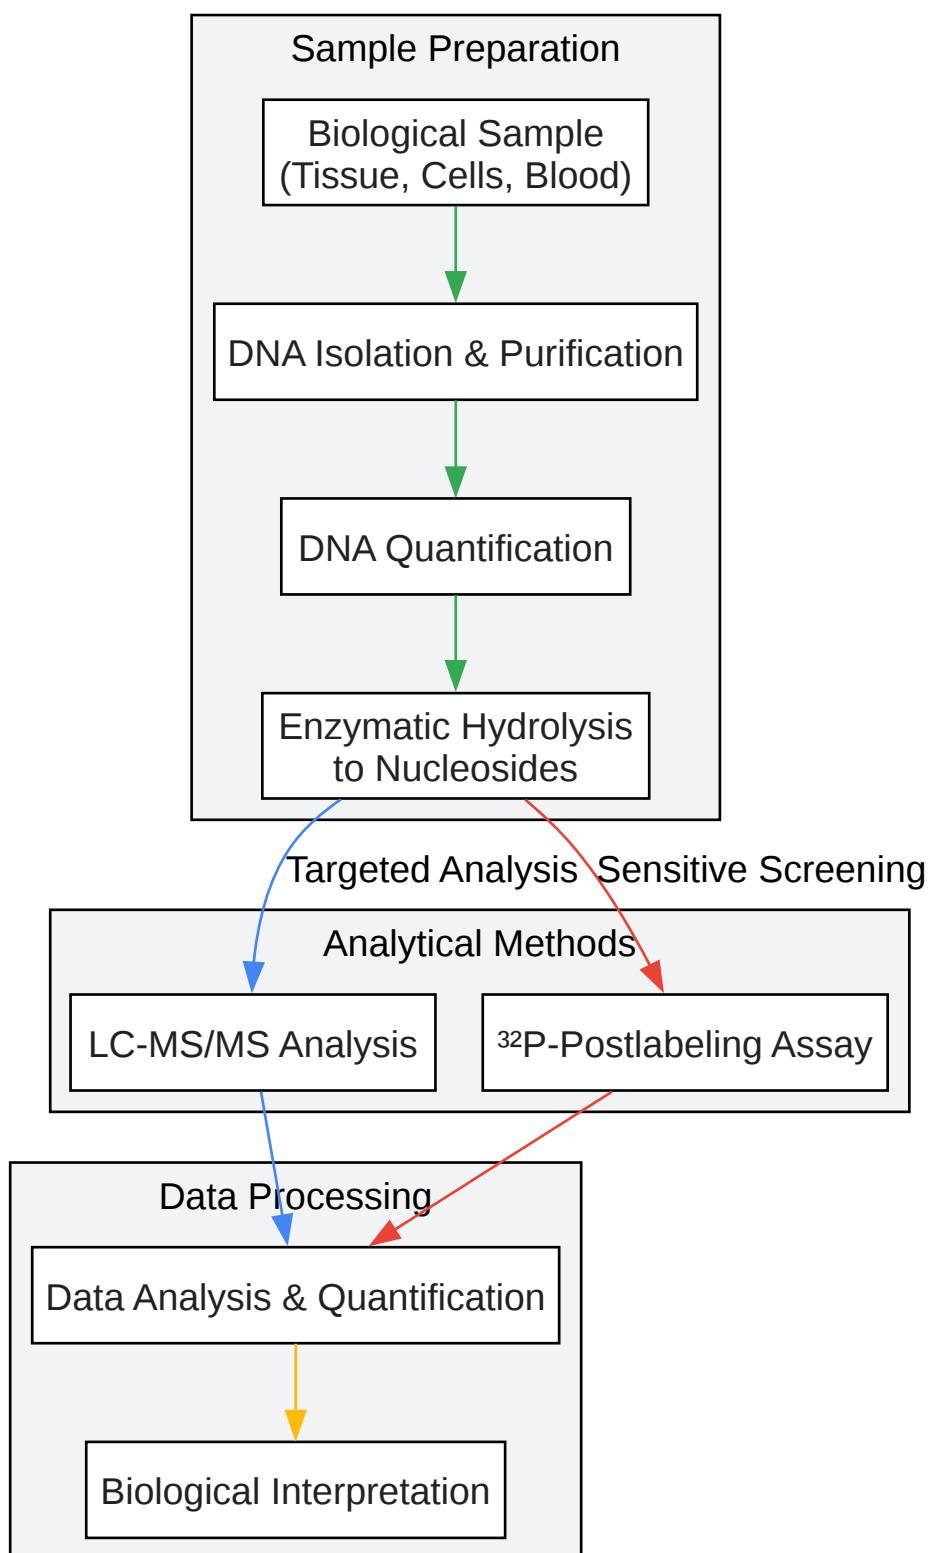 Sample Preparation
Biological Sample
(Tissue, Cells, Blood)
DNA Isolation & Purification
DNA Quantification
Enzymatic Hydrolysis
to Nucleosides
Targeted Analysis
Sensitive Screening
Analytical Methods
LC-MS/MS Analysis
³²P-Postlabeling Assay
Data Processing
Data Analysis & Quantification
Biological Interpretation